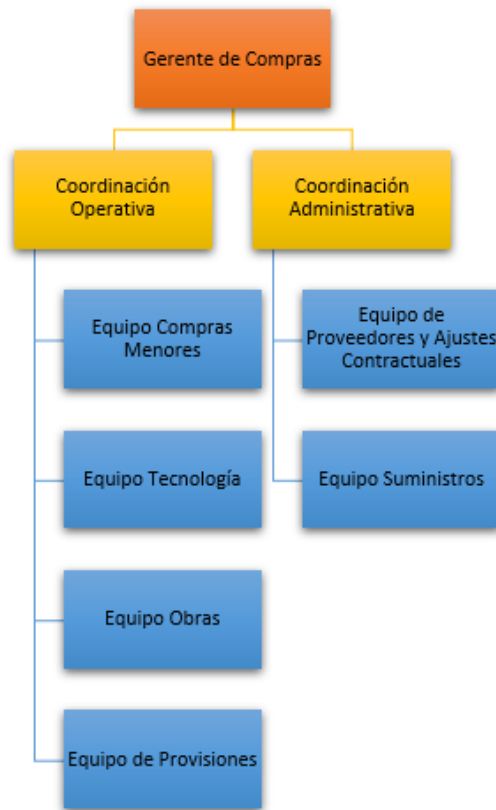 Gerente de Compras
Coordinación
Operativa
Coordinación
Administrativa
Equipo Compras
Menores
Equipo de
Proveedores y Ajustes
Contractuales
Equipo Tecnología
Equipo Suministros
Equipo Obras
Equipo de Provisiones